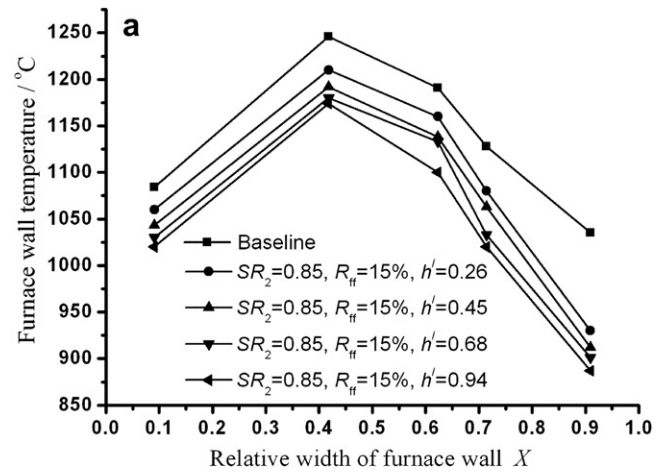 a
1250
1200
1150
1100
1050
1000
950
900
850
Furnace wall temperature / °C
Baseline
SR₂=0.85, Rff=15%, h′=0.26
SR₂=0.85, Rff=15%, h′=0.45
SR₂=0.85, Rff=15%, h′=0.68
SR₂=0.85, Rff=15%, h′=0.94
0.0 0.1 0.2 0.3 0.4 0.5 0.6 0.7 0.8 0.9 1.0
Relative width of furnace wall X